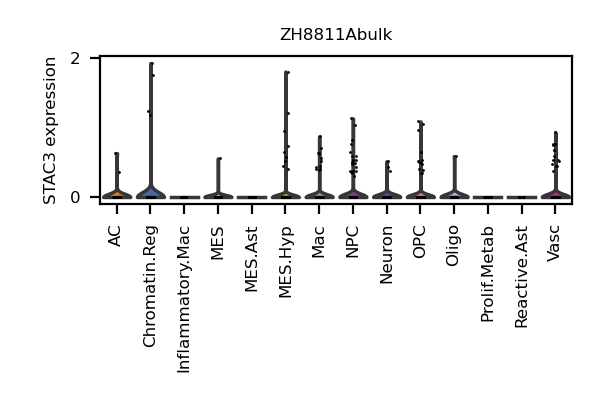 ZH8811Abulk
STAC3 expression
2
0
AC
Chromatin.Reg
Inflammatory.Mac
MES
MES.Ast
MES.Hyp
Mac
NPC
Neuron
OPC
Oligo
Prolif.Metab
Reactive.Ast
Vasc